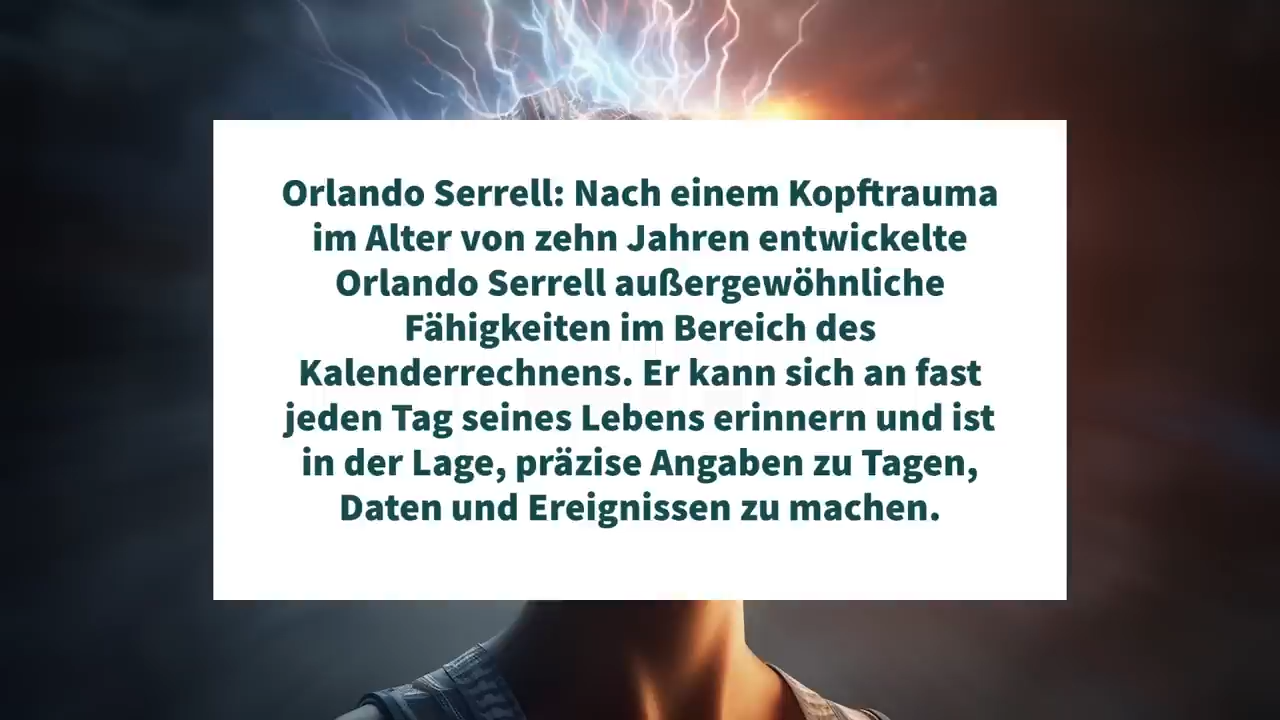 Orlando Serrell: Nach einem Kopftrauma
im Alter von zehn Jahren entwickelte
Orlando Serrell außergewöhnliche
Fähigkeiten im Bereich des
Kalenderrechnens. Er kann sich an fast
jeden Tag seines Lebens erinnern und ist
in der Lage, präzise Angaben zu Tagen,
Daten und Ereignissen zu machen.